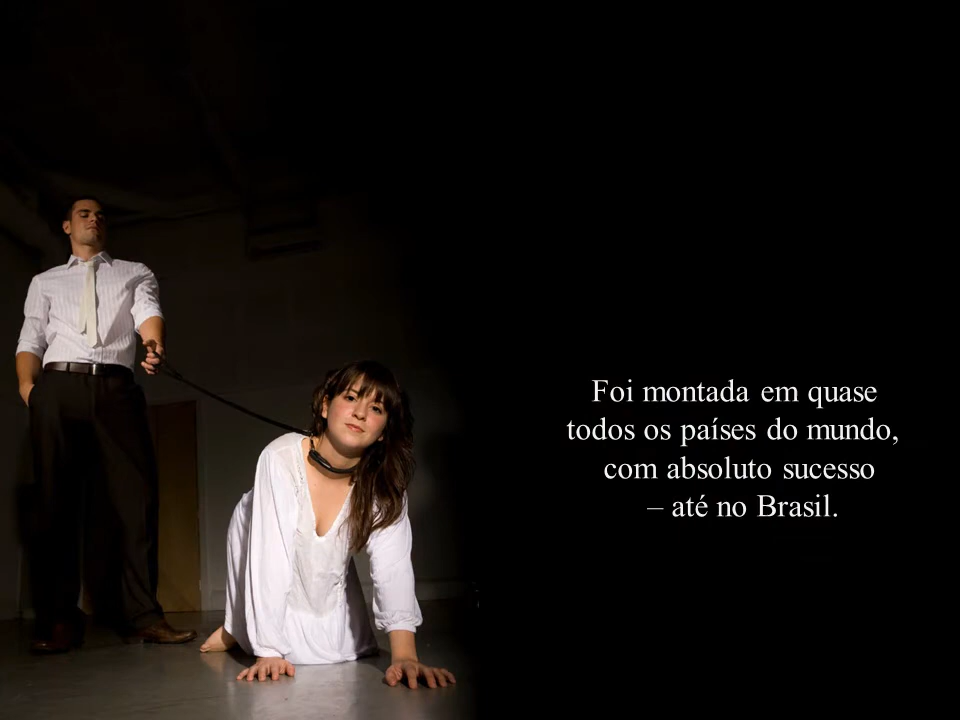 Foi montada em quase
todos os países do mundo,
com absoluto sucesso
– até no Brasil.